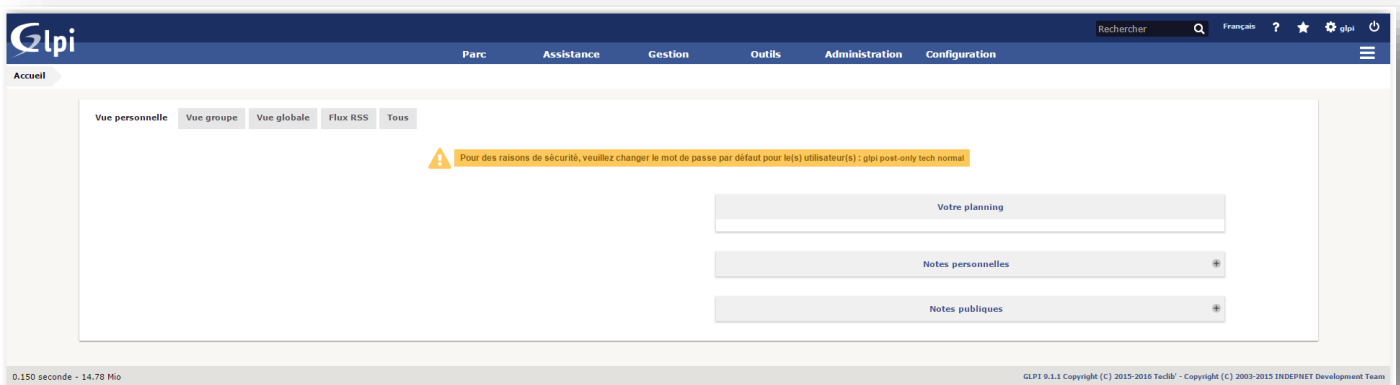 Glpi
Rechercher Français ? glpi
Parc Assistance Gestion Outils Administration Configuration
Accueil
Vue personnelle Vue groupe Vue globale Flux RSS Tous
Pour des raisons de sécurité, veuillez changer le mot de passe par défaut pour le(s) utilisateur(s) : glpi post-only tech normal
Votre planning
Notes personnelles
Notes publiques
0.150 seconde - 14.78 Mio GLPI 9.1.1 Copyright (C) 2015-2016 Teclib' - Copyright (C) 2003-2015 INDEPNET Development Team